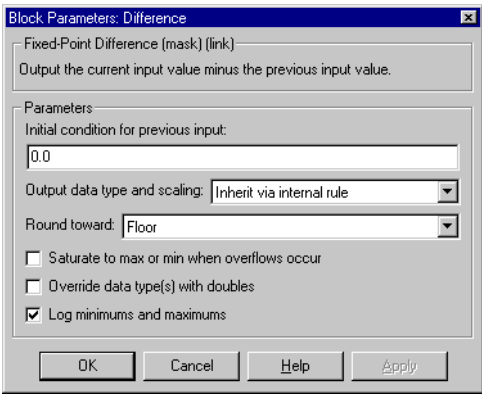 Block Parameters: Difference
Fixed-Point Difference (mask) (link)
Output the current input value minus the previous input value.
Parameters
Initial condition for previous input:
0.0
Output data type and scaling: Inherit via internal rule
Round toward: Floor
Saturate to max or min when overflows occur
Override data type(s) with doubles
Log minimums and maximums
OK Cancel Help Apply